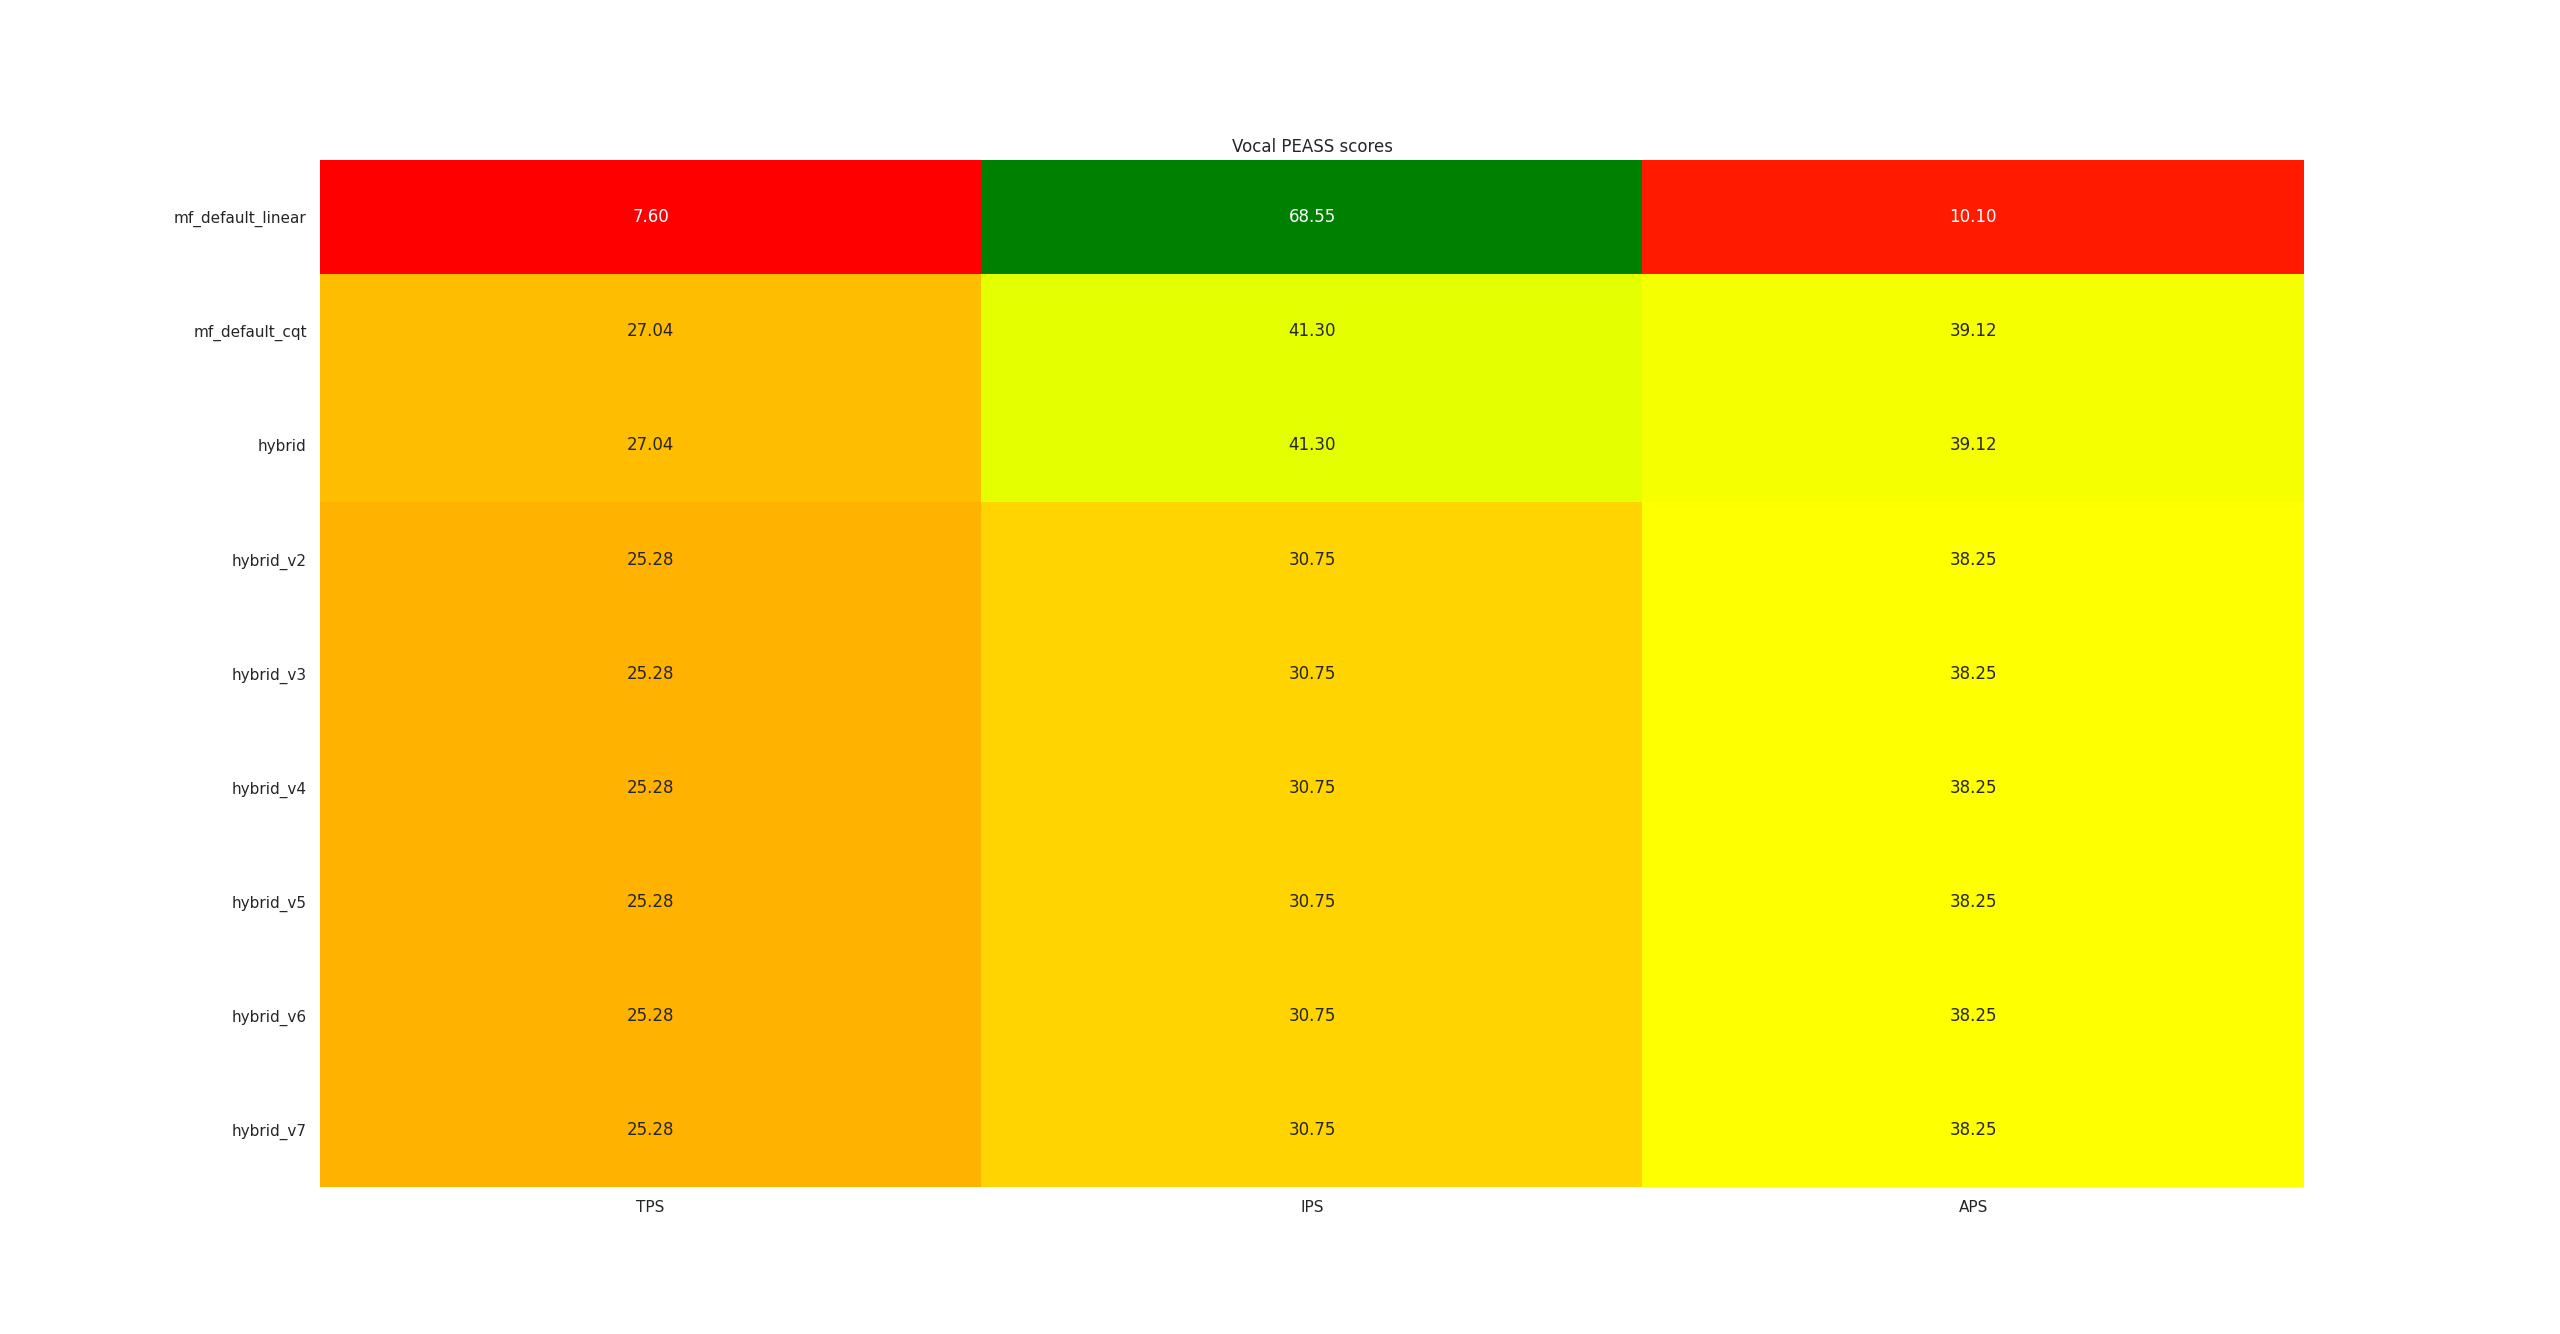 Vocal PEASS scores
mf_default_linear 7.60 68.55 10.10
mf_default_cqt 27.04 41.30 39.12
hybrid 27.04 41.30 39.12
hybrid_v2 25.28 30.75 38.25
hybrid_v3 25.28 30.75 38.25
hybrid_v4 25.28 30.75 38.25
hybrid_v5 25.28 30.75 38.25
hybrid_v6 25.28 30.75 38.25
hybrid_v7 25.28 30.75 38.25
TPS IPS APS